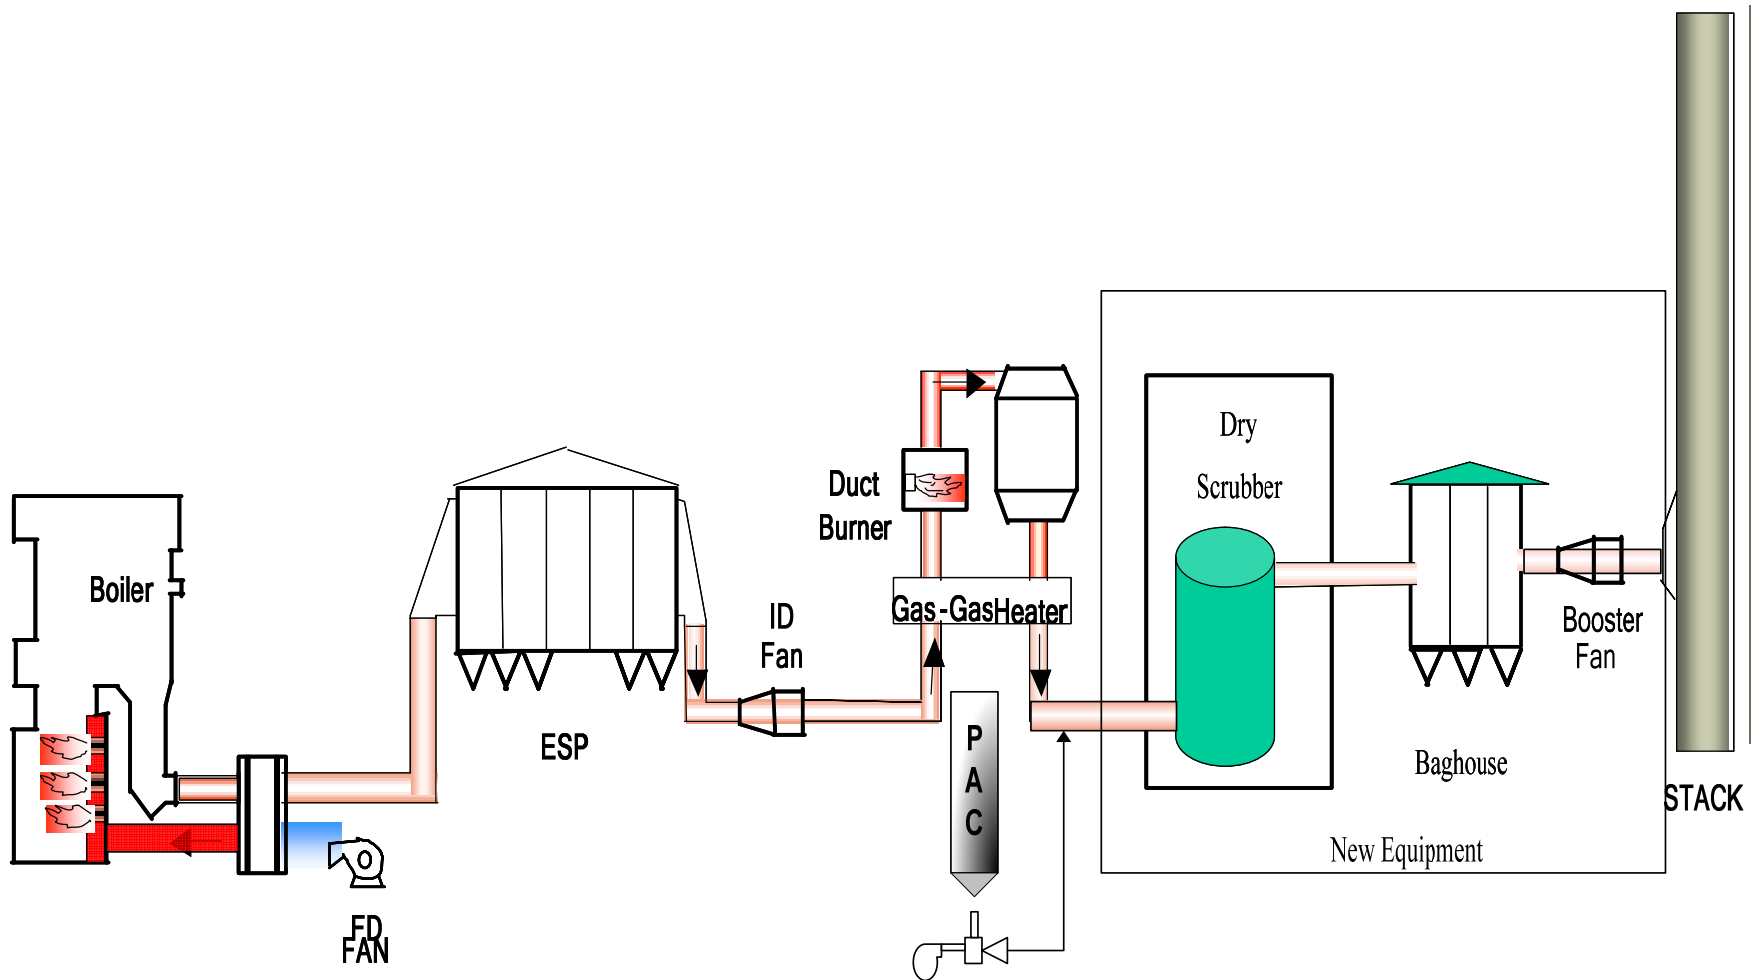 Dry
Scrubber
Duct
Burner
Boiler
Gas-GasHeater
ID
Fan
Booster
Fan
ESP
P
A
C
Baghouse
STACK
New Equipment
FD
FAN